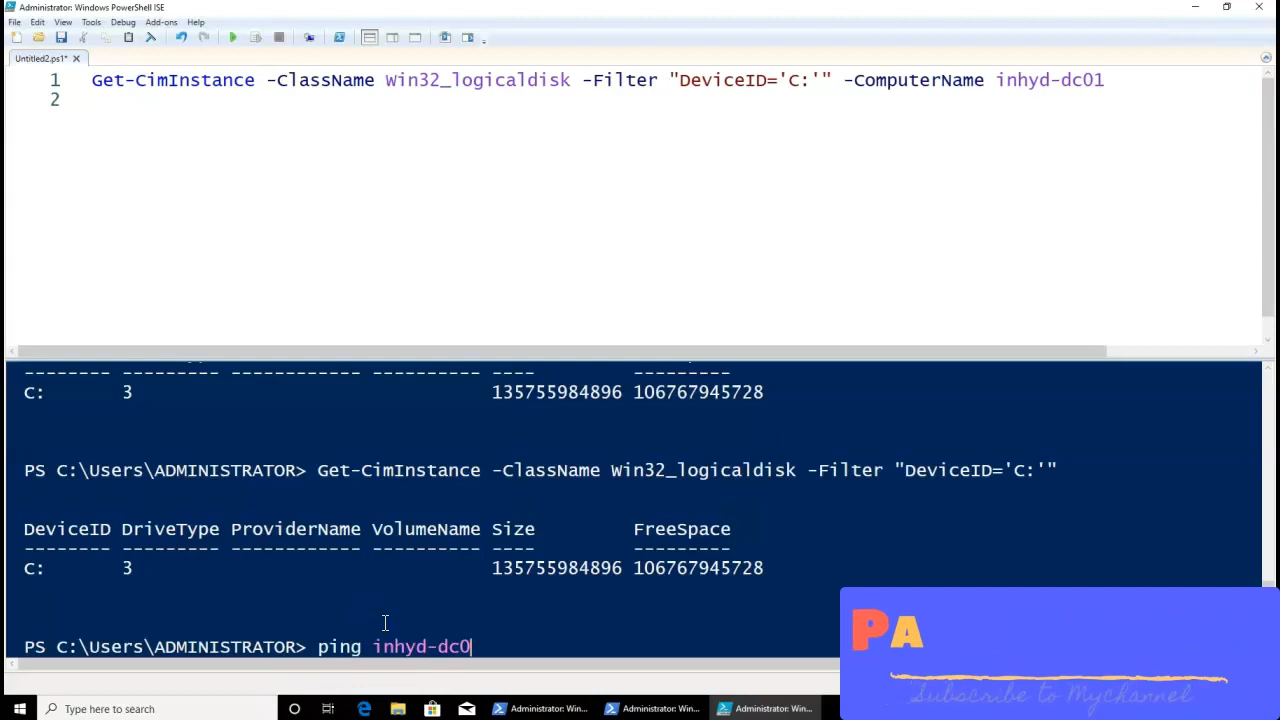 Administrator: Windows PowerShell ISE
File Edit View Tools Debug Add-ons Help
Untitled2.ps1*
1 Get-CimInstance -ClassName Win32_logicaldisk -Filter "DeviceID='C:'" -ComputerName inhyd-dc01
2
-------- --------- ------------ ---------- ---- ---------
C: 3 135755984896 106767945728
PS C:\Users\ADMINISTRATOR> Get-CimInstance -ClassName Win32_logicaldisk -Filter "DeviceID='C:'"
DeviceID DriveType ProviderName VolumeName Size FreeSpace
-------- --------- ------------ ---------- ---- ---------
C: 3 135755984896 106767945728
PS C:\Users\ADMINISTRATOR> ping inhyd-dc0
PA
Subscribe to Mychannel
Type here to search
Administrator: Win...
Administrator: Win...
Administrator: Win...